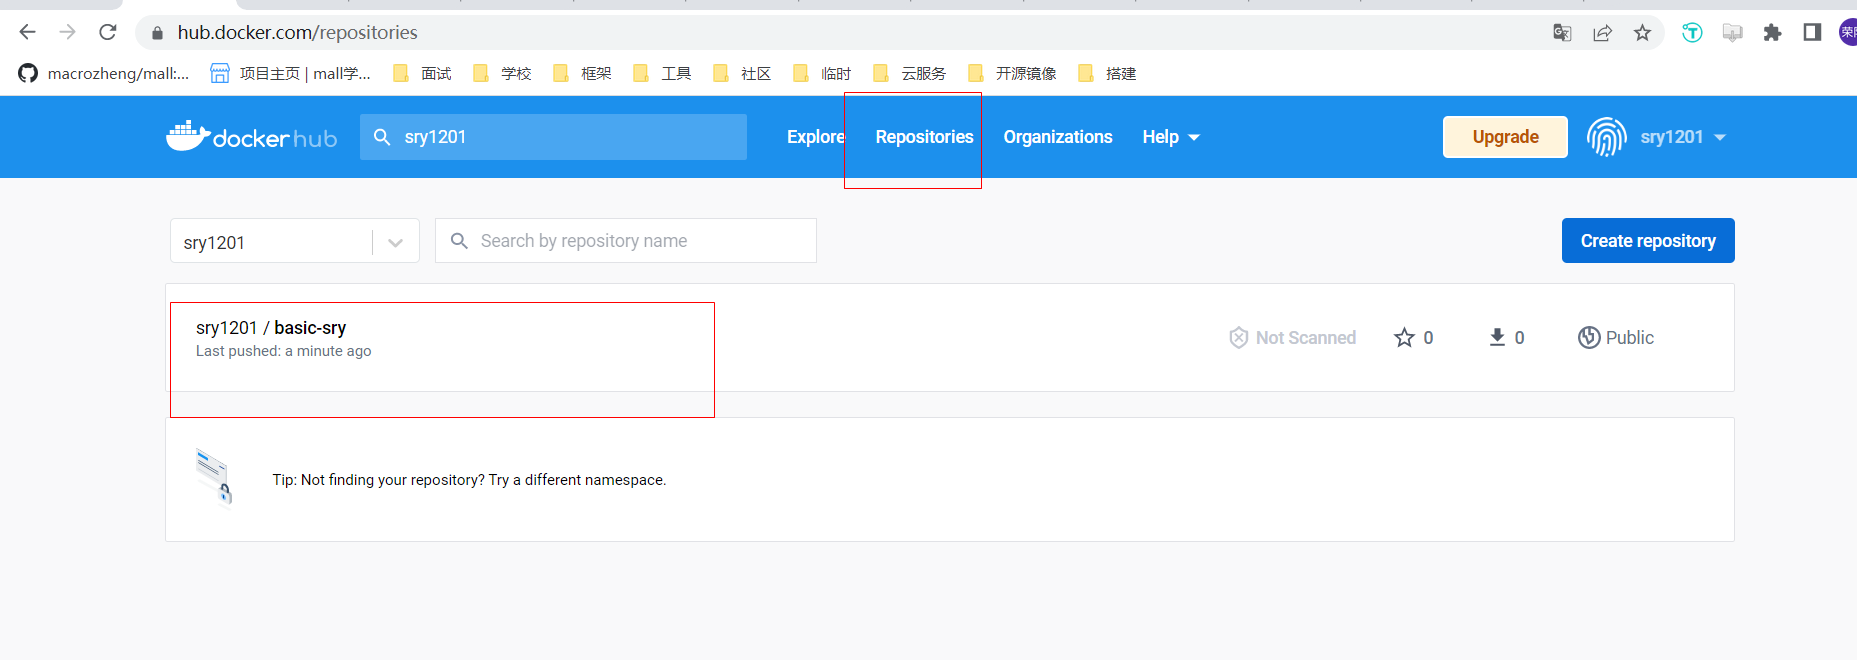 hub.docker.com/repositories
macrozheng/mall:... 项目主页 | mall学... 面试 学校 框架 工具 社区 临时 云服务 开源镜像 搭建
dockerhub sry1201 Explore Repositories Organizations Help Upgrade sry1201
sry1201 Search by repository name Create repository
sry1201 / basic-sry
Last pushed: a minute ago
Not Scanned 0 0 Public
Tip: Not finding your repository? Try a different namespace.